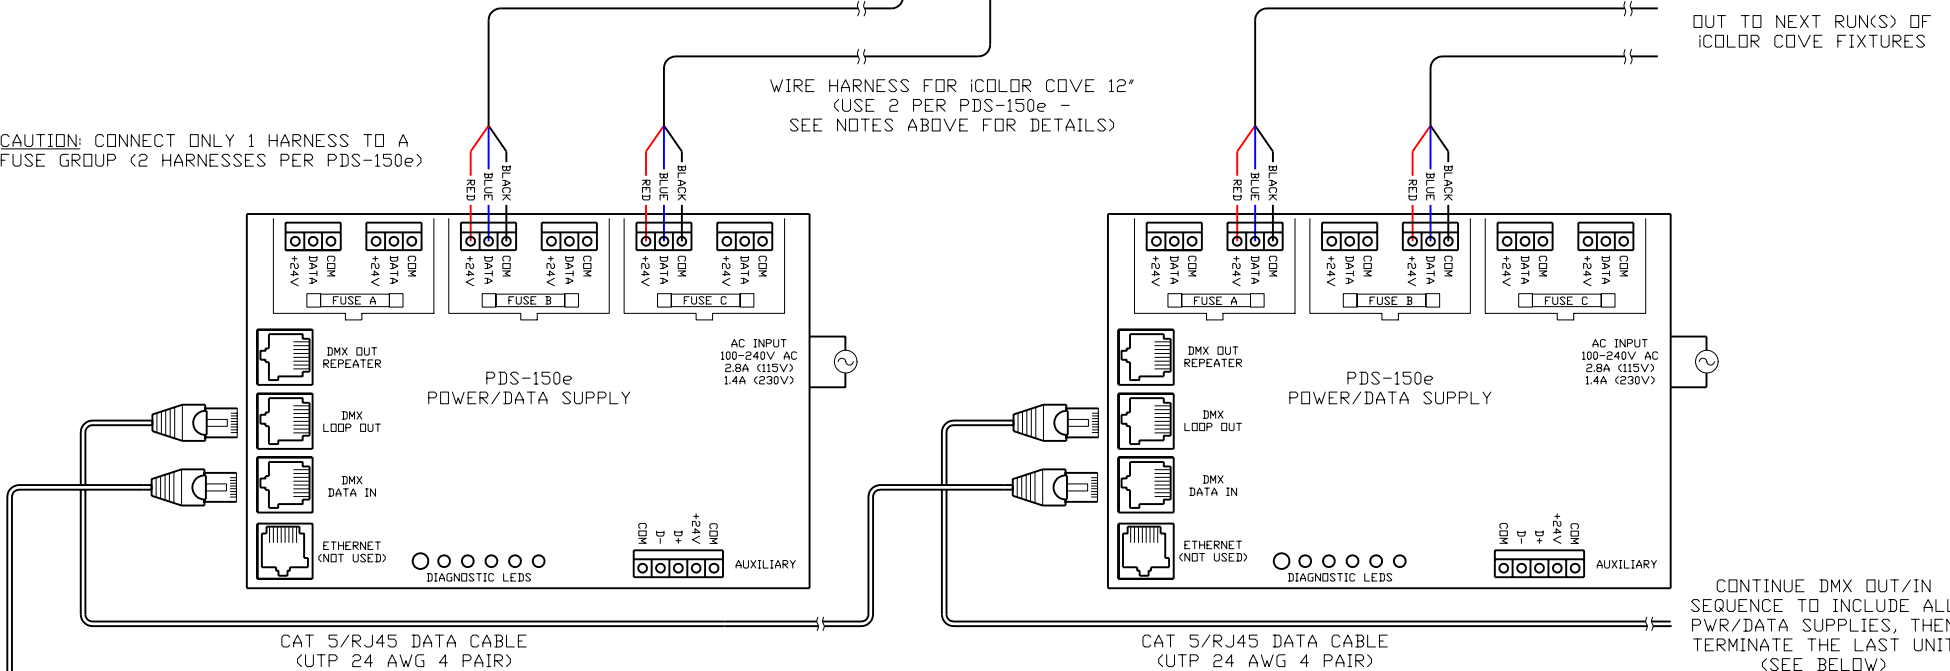 OUT TO NEXT RUN(S) OF
iCOLOR COVE FIXTURES
WIRE HARNESS FOR iCOLOR COVE 12"
(USE 2 PER PDS-150e -
SEE NOTES ABOVE FOR DETAILS)
CAUTION: CONNECT ONLY 1 HARNESS TO A
FUSE GROUP (2 HARNESSES PER PDS-150e)
RED
BLUE
BLACK
RED
BLUE
BLACK
+24V
DATA
COM
+24V
DATA
COM
FUSE A
+24V
DATA
COM
+24V
DATA
COM
FUSE B
+24V
DATA
COM
+24V
DATA
COM
FUSE C
DMX OUT
REPEATER
DMX
LOOP OUT
DMX
DATA IN
ETHERNET
(NOT USED)
PDS-150e
POWER/DATA SUPPLY
AC INPUT
100-240V AC
2.8A (115V)
1.4A (230V)
DIAGNOSTIC LEDS
COM
D-
D+
+24V
COM
AUXILIARY
CAT 5/RJ45 DATA CABLE
(UTP 24 AWG 4 PAIR)
RED
BLUE
BLACK
RED
BLUE
BLACK
+24V
DATA
COM
+24V
DATA
COM
FUSE A
+24V
DATA
COM
+24V
DATA
COM
FUSE B
+24V
DATA
COM
+24V
DATA
COM
FUSE C
DMX OUT
REPEATER
DMX
LOOP OUT
DMX
DATA IN
ETHERNET
(NOT USED)
PDS-150e
POWER/DATA SUPPLY
AC INPUT
100-240V AC
2.8A (115V)
1.4A (230V)
DIAGNOSTIC LEDS
COM
D-
D+
+24V
COM
AUXILIARY
CAT 5/RJ45 DATA CABLE
(UTP 24 AWG 4 PAIR)
CONTINUE DMX OUT/IN
SEQUENCE TO INCLUDE ALL
PWR/DATA SUPPLIES, THEN
TERMINATE THE LAST UNIT
(SEE BELOW)